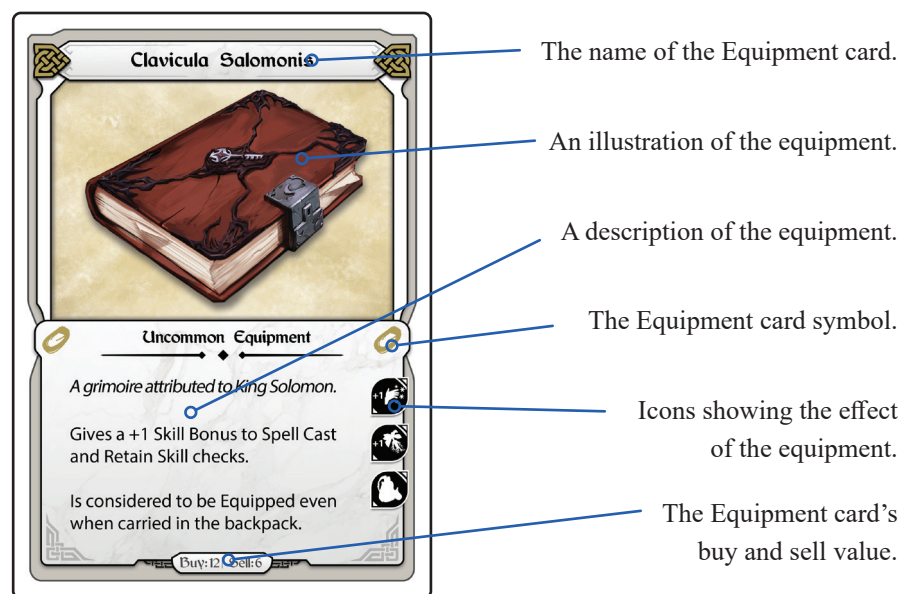 Clavicula Salomonis
Uncommon Equipment
A grimoire attributed to King Solomon.
Gives a +1 Skill Bonus to Spell Cast
and Retain Skill checks.
Is considered to be Equipped even
when carried in the backpack.
+1
+1
Buy:12 Sell:6
The name of the Equipment card.
An illustration of the equipment.
A description of the equipment.
The Equipment card symbol.
Icons showing the effect
of the equipment.
The Equipment card’s
buy and sell value.